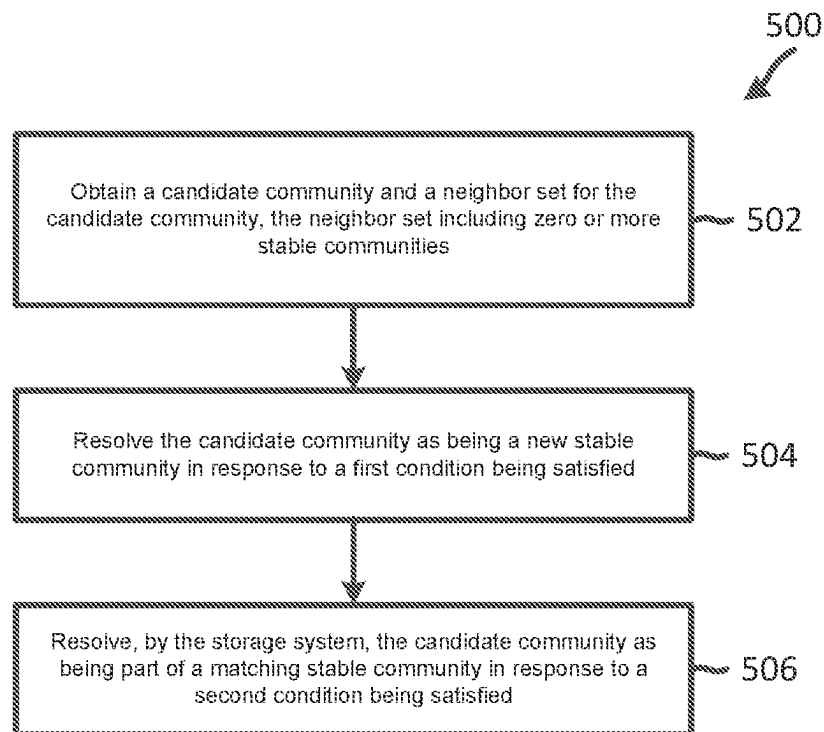 500
Obtain a candidate community and a neighbor set for the
candidate community, the neighbor set including zero or more
stable communities
502
Resolve the candidate community as being a new stable
community in response to a first condition being satisfied
504
Resolve, by the storage system, the candidate community as
being part of a matching stable community in response to a
second condition being satisfied
506